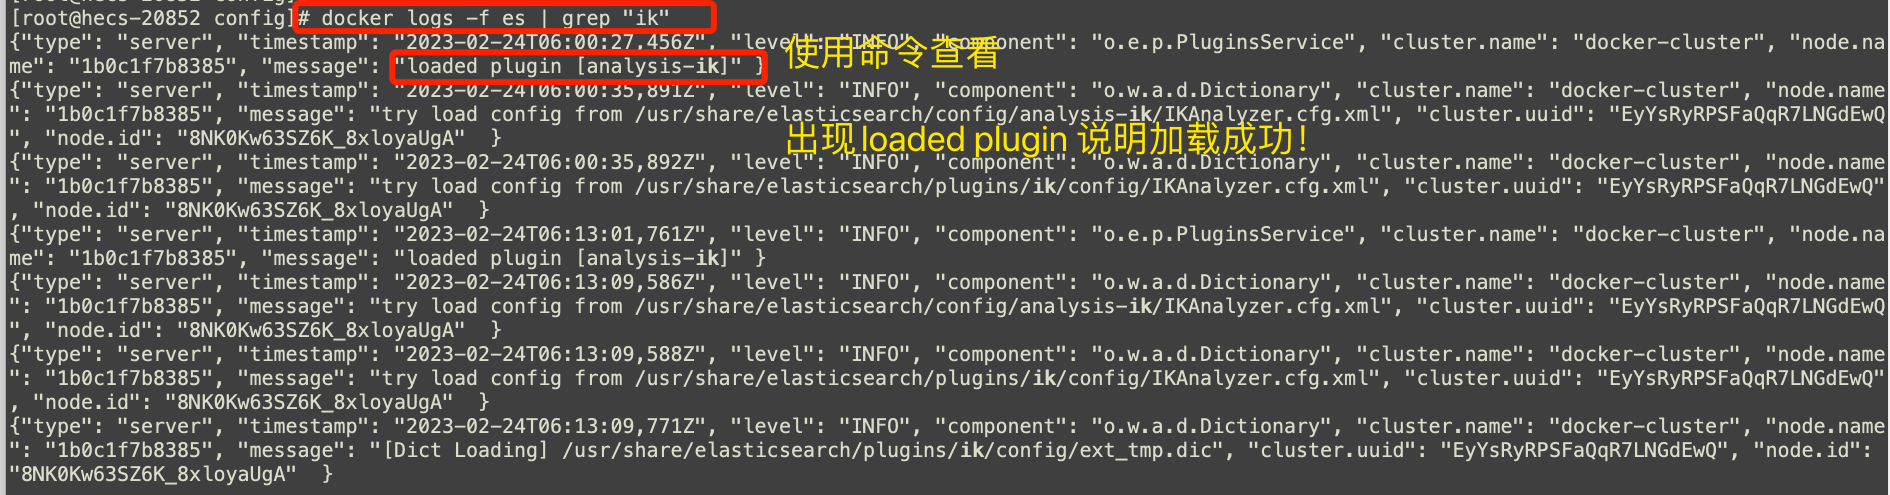 [root@hecs-20852 config]# docker logs -f es | grep "ik"
{"type": "server", "timestamp": "2023-02-24T06:00:27,456Z", "level": "INFO", "component": "o.e.p.PluginsService", "cluster.name": "docker-cluster", "node.na
me": "1b0c1f7b8385", "message": "loaded plugin [analysis-ik]" }
使用命令查看
{"type": "server", "timestamp": "2023-02-24T06:00:35,891Z", "level": "INFO", "component": "o.w.a.d.Dictionary", "cluster.name": "docker-cluster", "node.name
": "1b0c1f7b8385", "message": "try load config from /usr/share/elasticsearch/config/analysis-ik/IKAnalyzer.cfg.xml", "cluster.uuid": "EyYsRyRPSFaQqR7LNGdEwQ
", "node.id": "8NK0Kw63SZ6K_8xloyaUgA"  }
出现loaded plugin 说明加载成功！
{"type": "server", "timestamp": "2023-02-24T06:00:35,892Z", "level": "INFO", "component": "o.w.a.d.Dictionary", "cluster.name": "docker-cluster", "node.name
": "1b0c1f7b8385", "message": "try load config from /usr/share/elasticsearch/plugins/ik/config/IKAnalyzer.cfg.xml", "cluster.uuid": "EyYsRyRPSFaQqR7LNGdEwQ"
, "node.id": "8NK0Kw63SZ6K_8xloyaUgA"  }
{"type": "server", "timestamp": "2023-02-24T06:13:01,761Z", "level": "INFO", "component": "o.e.p.PluginsService", "cluster.name": "docker-cluster", "node.na
me": "1b0c1f7b8385", "message": "loaded plugin [analysis-ik]" }
{"type": "server", "timestamp": "2023-02-24T06:13:09,586Z", "level": "INFO", "component": "o.w.a.d.Dictionary", "cluster.name": "docker-cluster", "node.name
": "1b0c1f7b8385", "message": "try load config from /usr/share/elasticsearch/config/analysis-ik/IKAnalyzer.cfg.xml", "cluster.uuid": "EyYsRyRPSFaQqR7LNGdEwQ
", "node.id": "8NK0Kw63SZ6K_8xloyaUgA"  }
{"type": "server", "timestamp": "2023-02-24T06:13:09,588Z", "level": "INFO", "component": "o.w.a.d.Dictionary", "cluster.name": "docker-cluster", "node.name
": "1b0c1f7b8385", "message": "try load config from /usr/share/elasticsearch/plugins/ik/config/IKAnalyzer.cfg.xml", "cluster.uuid": "EyYsRyRPSFaQqR7LNGdEwQ"
, "node.id": "8NK0Kw63SZ6K_8xloyaUgA"  }
{"type": "server", "timestamp": "2023-02-24T06:13:09,771Z", "level": "INFO", "component": "o.w.a.d.Dictionary", "cluster.name": "docker-cluster", "node.name
": "1b0c1f7b8385", "message": "[Dict Loading] /usr/share/elasticsearch/plugins/ik/config/ext_tmp.dic", "cluster.uuid": "EyYsRyRPSFaQqR7LNGdEwQ", "node.id":
"8NK0Kw63SZ6K_8xloyaUgA"  }